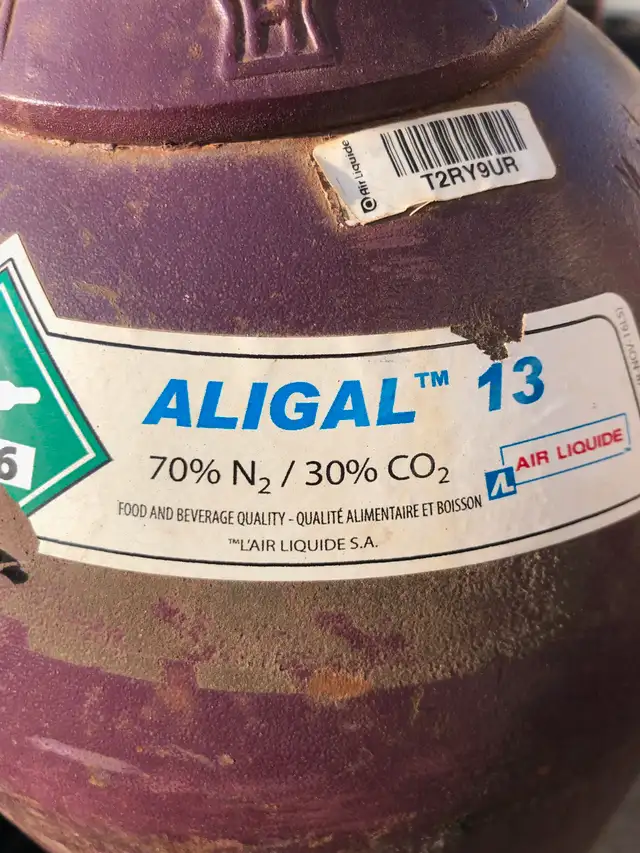 H
Air Liquide
T2RY9UR
ALIGAL™ 13
70% N₂ / 30% CO₂
AIR LIQUIDE
FOOD AND BEVERAGE QUALITY - QUALITÉ ALIMENTAIRE ET BOISSON
™L'AIR LIQUIDE S.A.
6